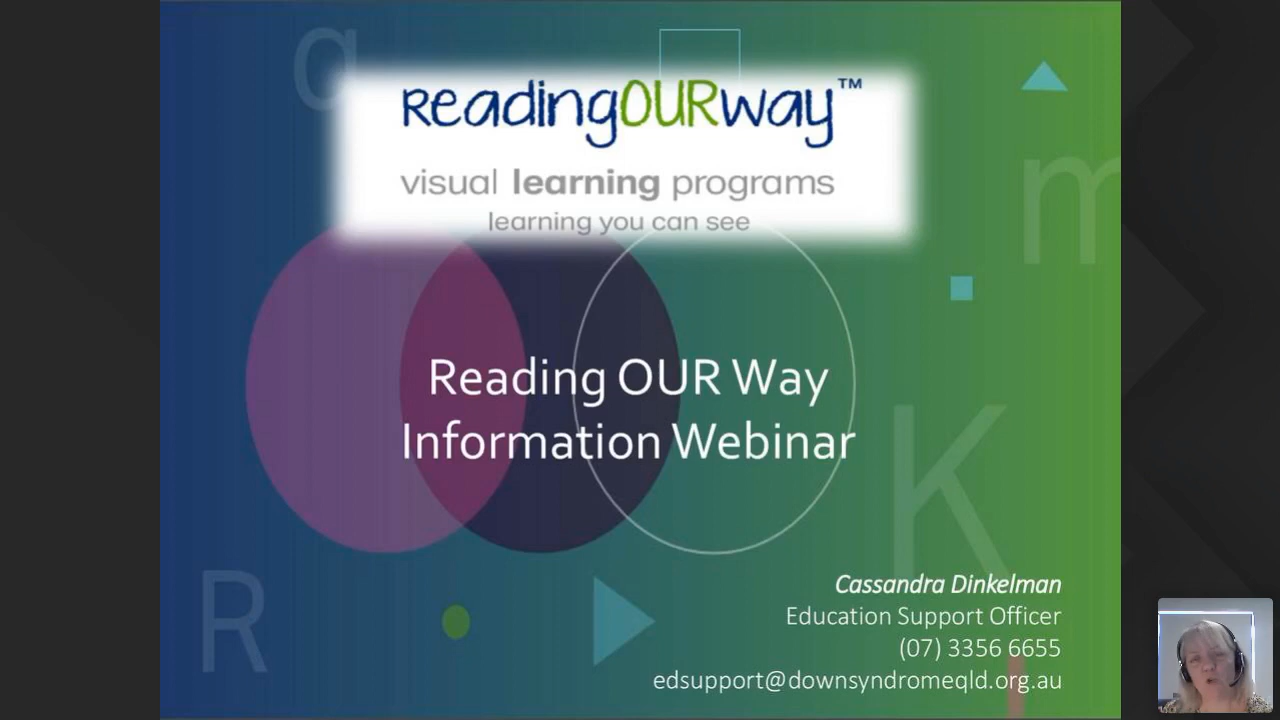 a
readingOURway™
visual learning programs
learning you can see
m
Reading OUR Way
Information Webinar
K
R
Cassandra Dinkelman
Education Support Officer
(07) 3356 6655
edsupport@downsyndromeqld.org.au